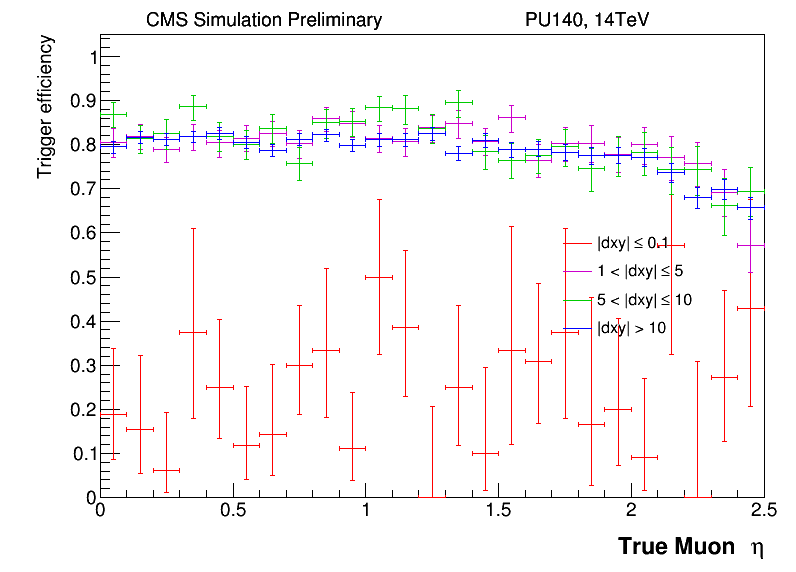 CMS Simulation Preliminary
PU140, 14TeV
Trigger efficiency
1
0.9
0.8
0.7
0.6
0.5
0.4
0.3
0.2
0.1
0
|dxy| ≤ 0.1
1 < |dxy| ≤ 5
5 < |dxy| ≤ 10
|dxy| > 10
0
0.5
1
1.5
2
2.5
True Muon η